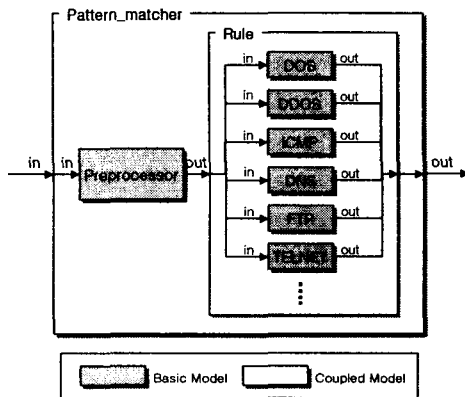 Pattern_matcher
Rule
in DOS out
in DDOS out
in ICMP out
in in Preprocessor out in DNS out out
in FTP out
in TELNET out
Basic Model Coupled Model